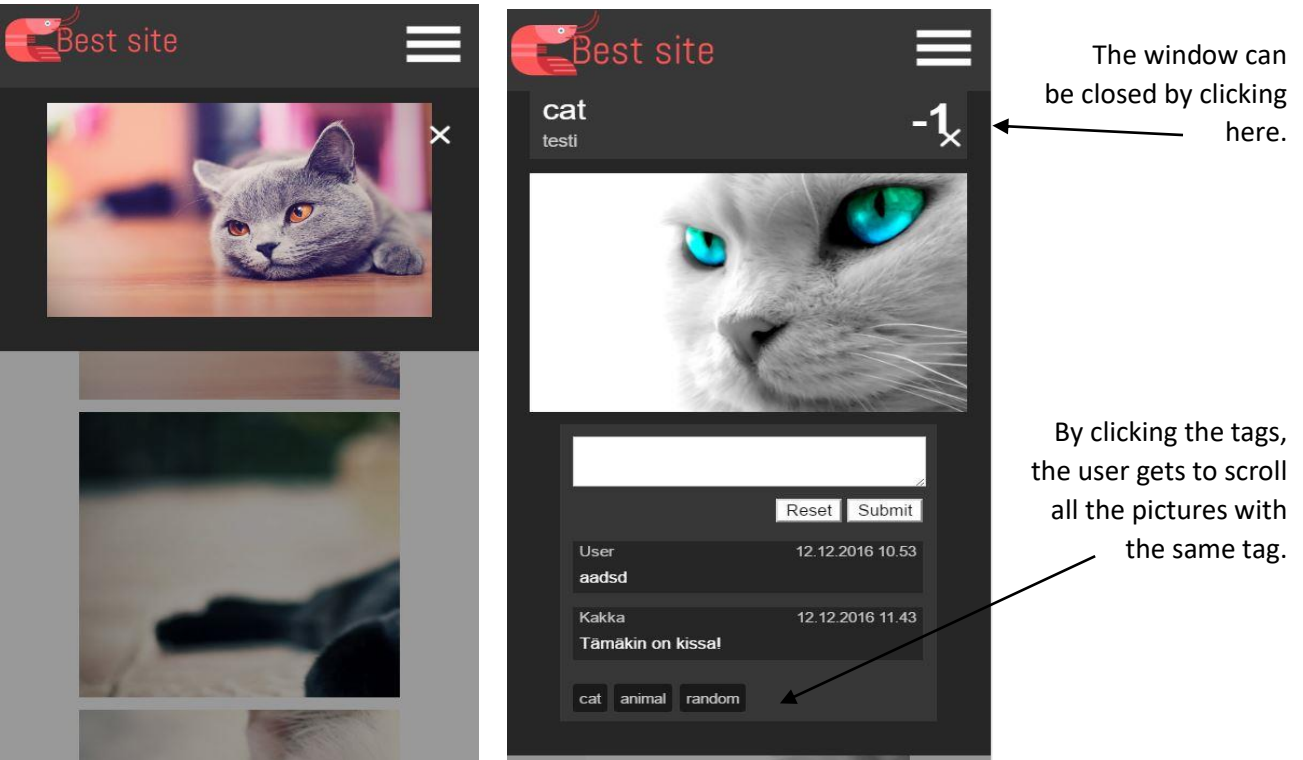 Best site
Best site
cat
-1
testi
The window can
be closed by clicking
here.
Reset Submit
User 12.12.2016 10.53
aadsd
Kakka 12.12.2016 11.43
Tämäkin on kissa!
cat animal random
By clicking the tags,
the user gets to scroll
all the pictures with
the same tag.